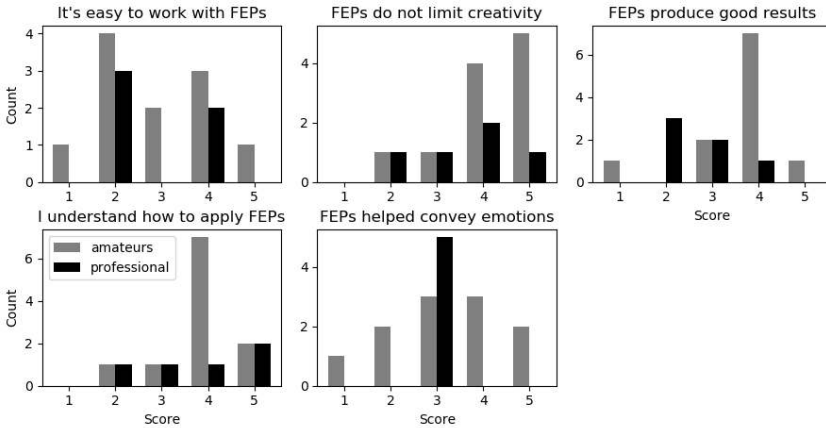 It's easy to work with FEPs
FEPs do not limit creativity
FEPs produce good results
4
3
2
1
0
Count
1 2 3 4 5
4
2
0
1 2 3 4 5
6
4
2
0
1 2 3 4 5
Score
I understand how to apply FEPs
FEPs helped convey emotions
6
4
2
0
Count
amateurs
professional
1 2 3 4 5
Score
4
2
0
1 2 3 4 5
Score